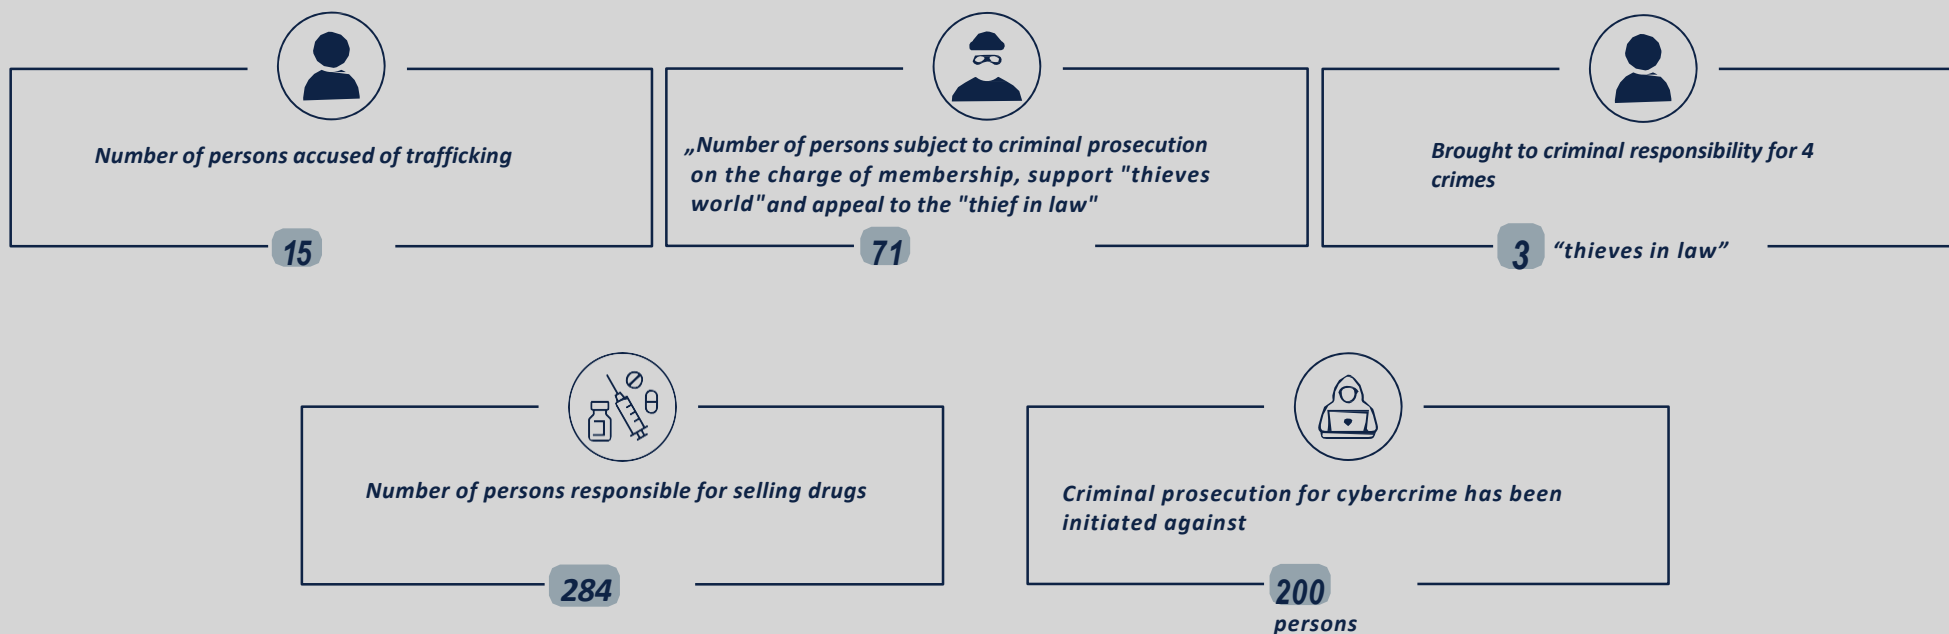 Number of persons accused of trafficking
15
„Number of persons subject to criminal prosecution
on the charge of membership, support "thieves
world"and appeal to the "thief in law"
71
Brought to criminal responsibility for 4
crimes
3 “thieves in law”
Number of persons responsible for selling drugs
284
Criminal prosecution for cybercrime has been
initiated against
200
persons